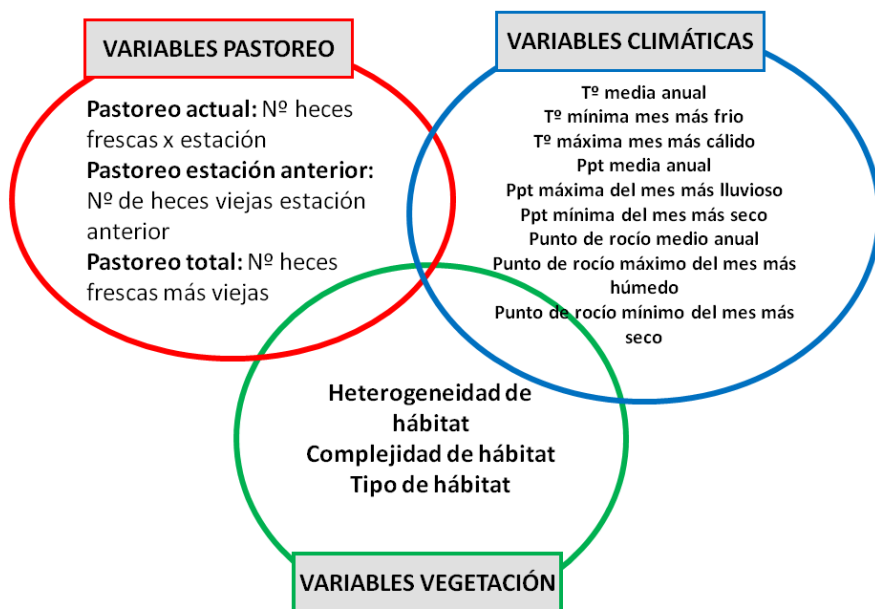 VARIABLES PASTOREO
Pastoreo actual: Nº heces
frescas x estación
Pastoreo estación anterior:
Nº de heces viejas estación
anterior
Pastoreo total: Nº heces
frescas más viejas
VARIABLES CLIMÁTICAS
Tº media anual
Tº mínima mes más frio
Tº máxima mes más cálido
Ppt media anual
Ppt máxima del mes más lluvioso
Ppt mínima del mes más seco
Punto de rocío medio anual
Punto de rocío máximo del mes más
húmedo
Punto de rocío mínimo del mes más
seco
Heterogeneidad de
hábitat
Complejidad de hábitat
Tipo de hábitat
VARIABLES VEGETACIÓN